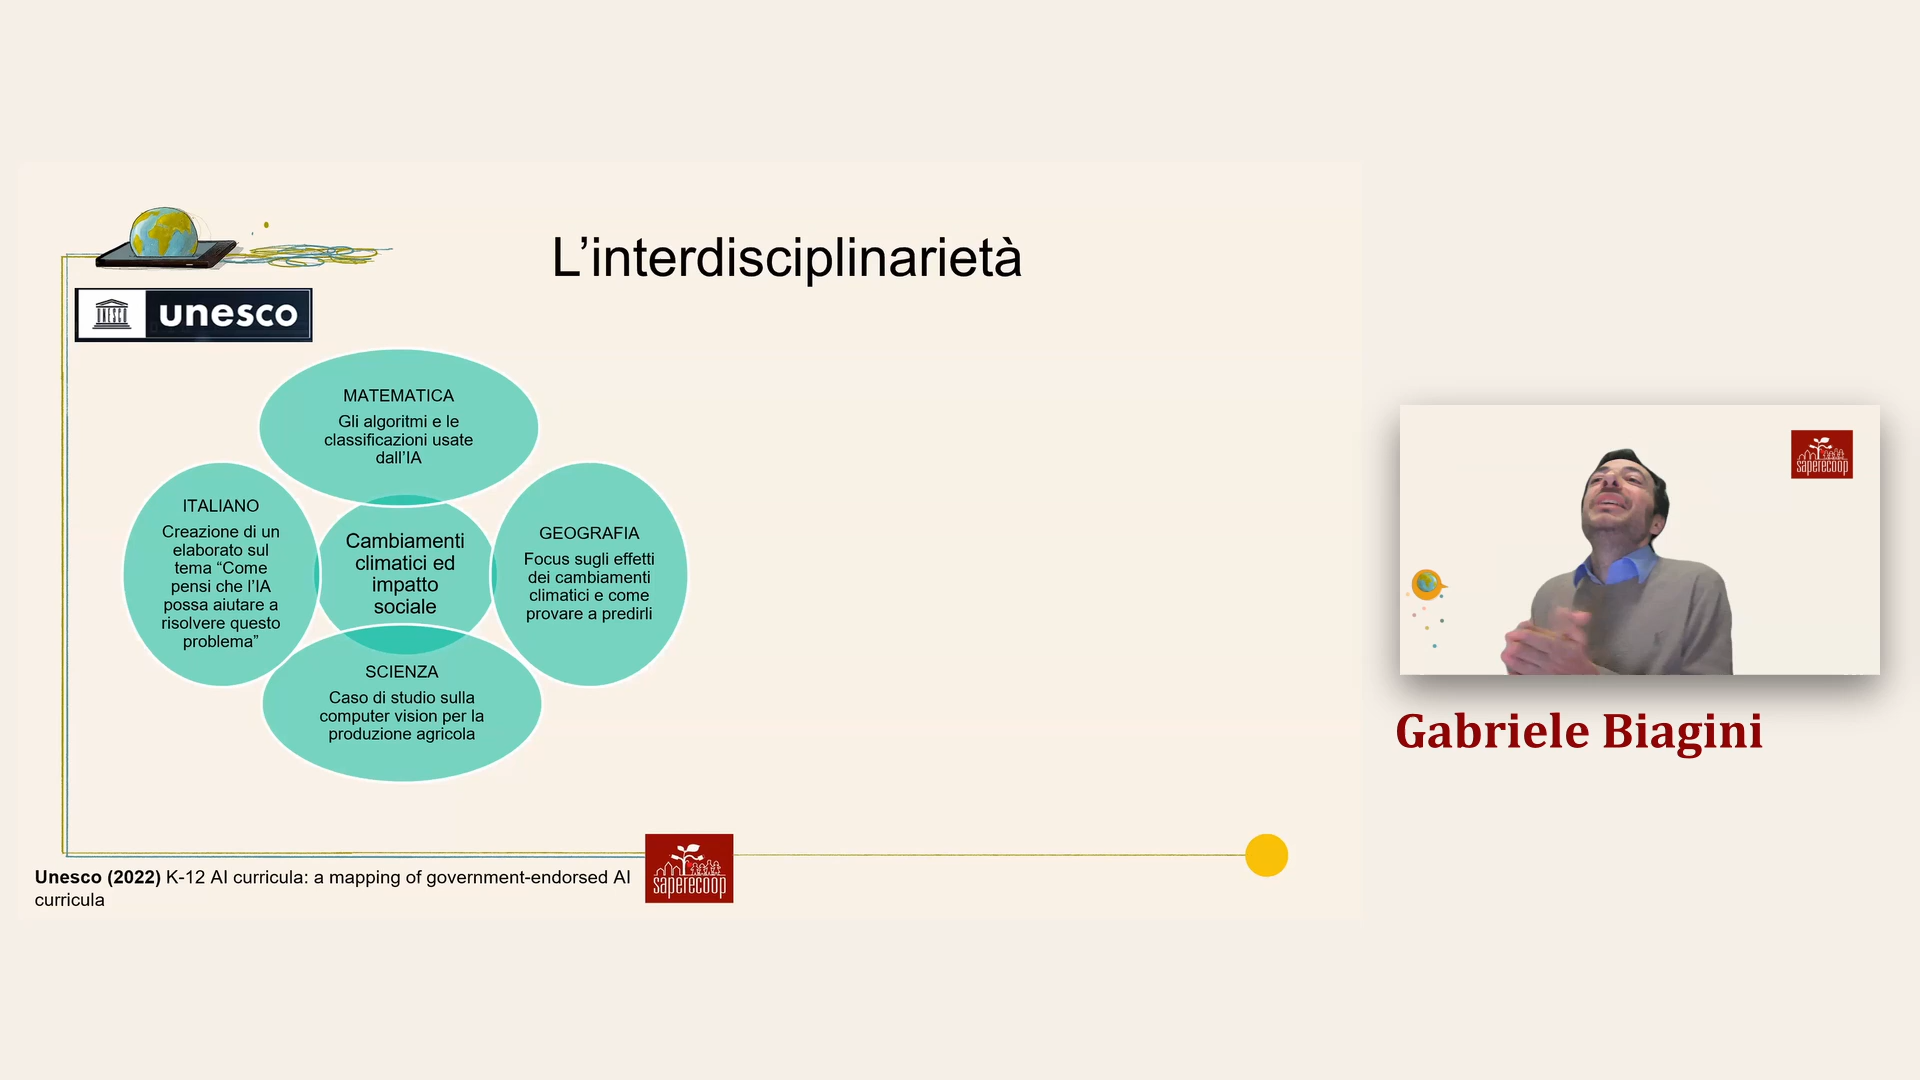 L’interdisciplinarietà
UNESCO
unesco
MATEMATICA
Gli algoritmi e le
classificazioni usate
dall’IA
ITALIANO
Creazione di un
elaborato sul
tema “Come
pensi che l’IA
possa aiutare a
risolvere questo
problema”
Cambiamenti
climatici ed
impatto
sociale
GEOGRAFIA
Focus sugli effetti
dei cambiamenti
climatici e come
provare a predirli
SCIENZA
Caso di studio sulla
computer vision per la
produzione agricola
saperecoop
Gabriele Biagini
Unesco (2022) K-12 AI curricula: a mapping of government-endorsed AI
curricula
saperecoop